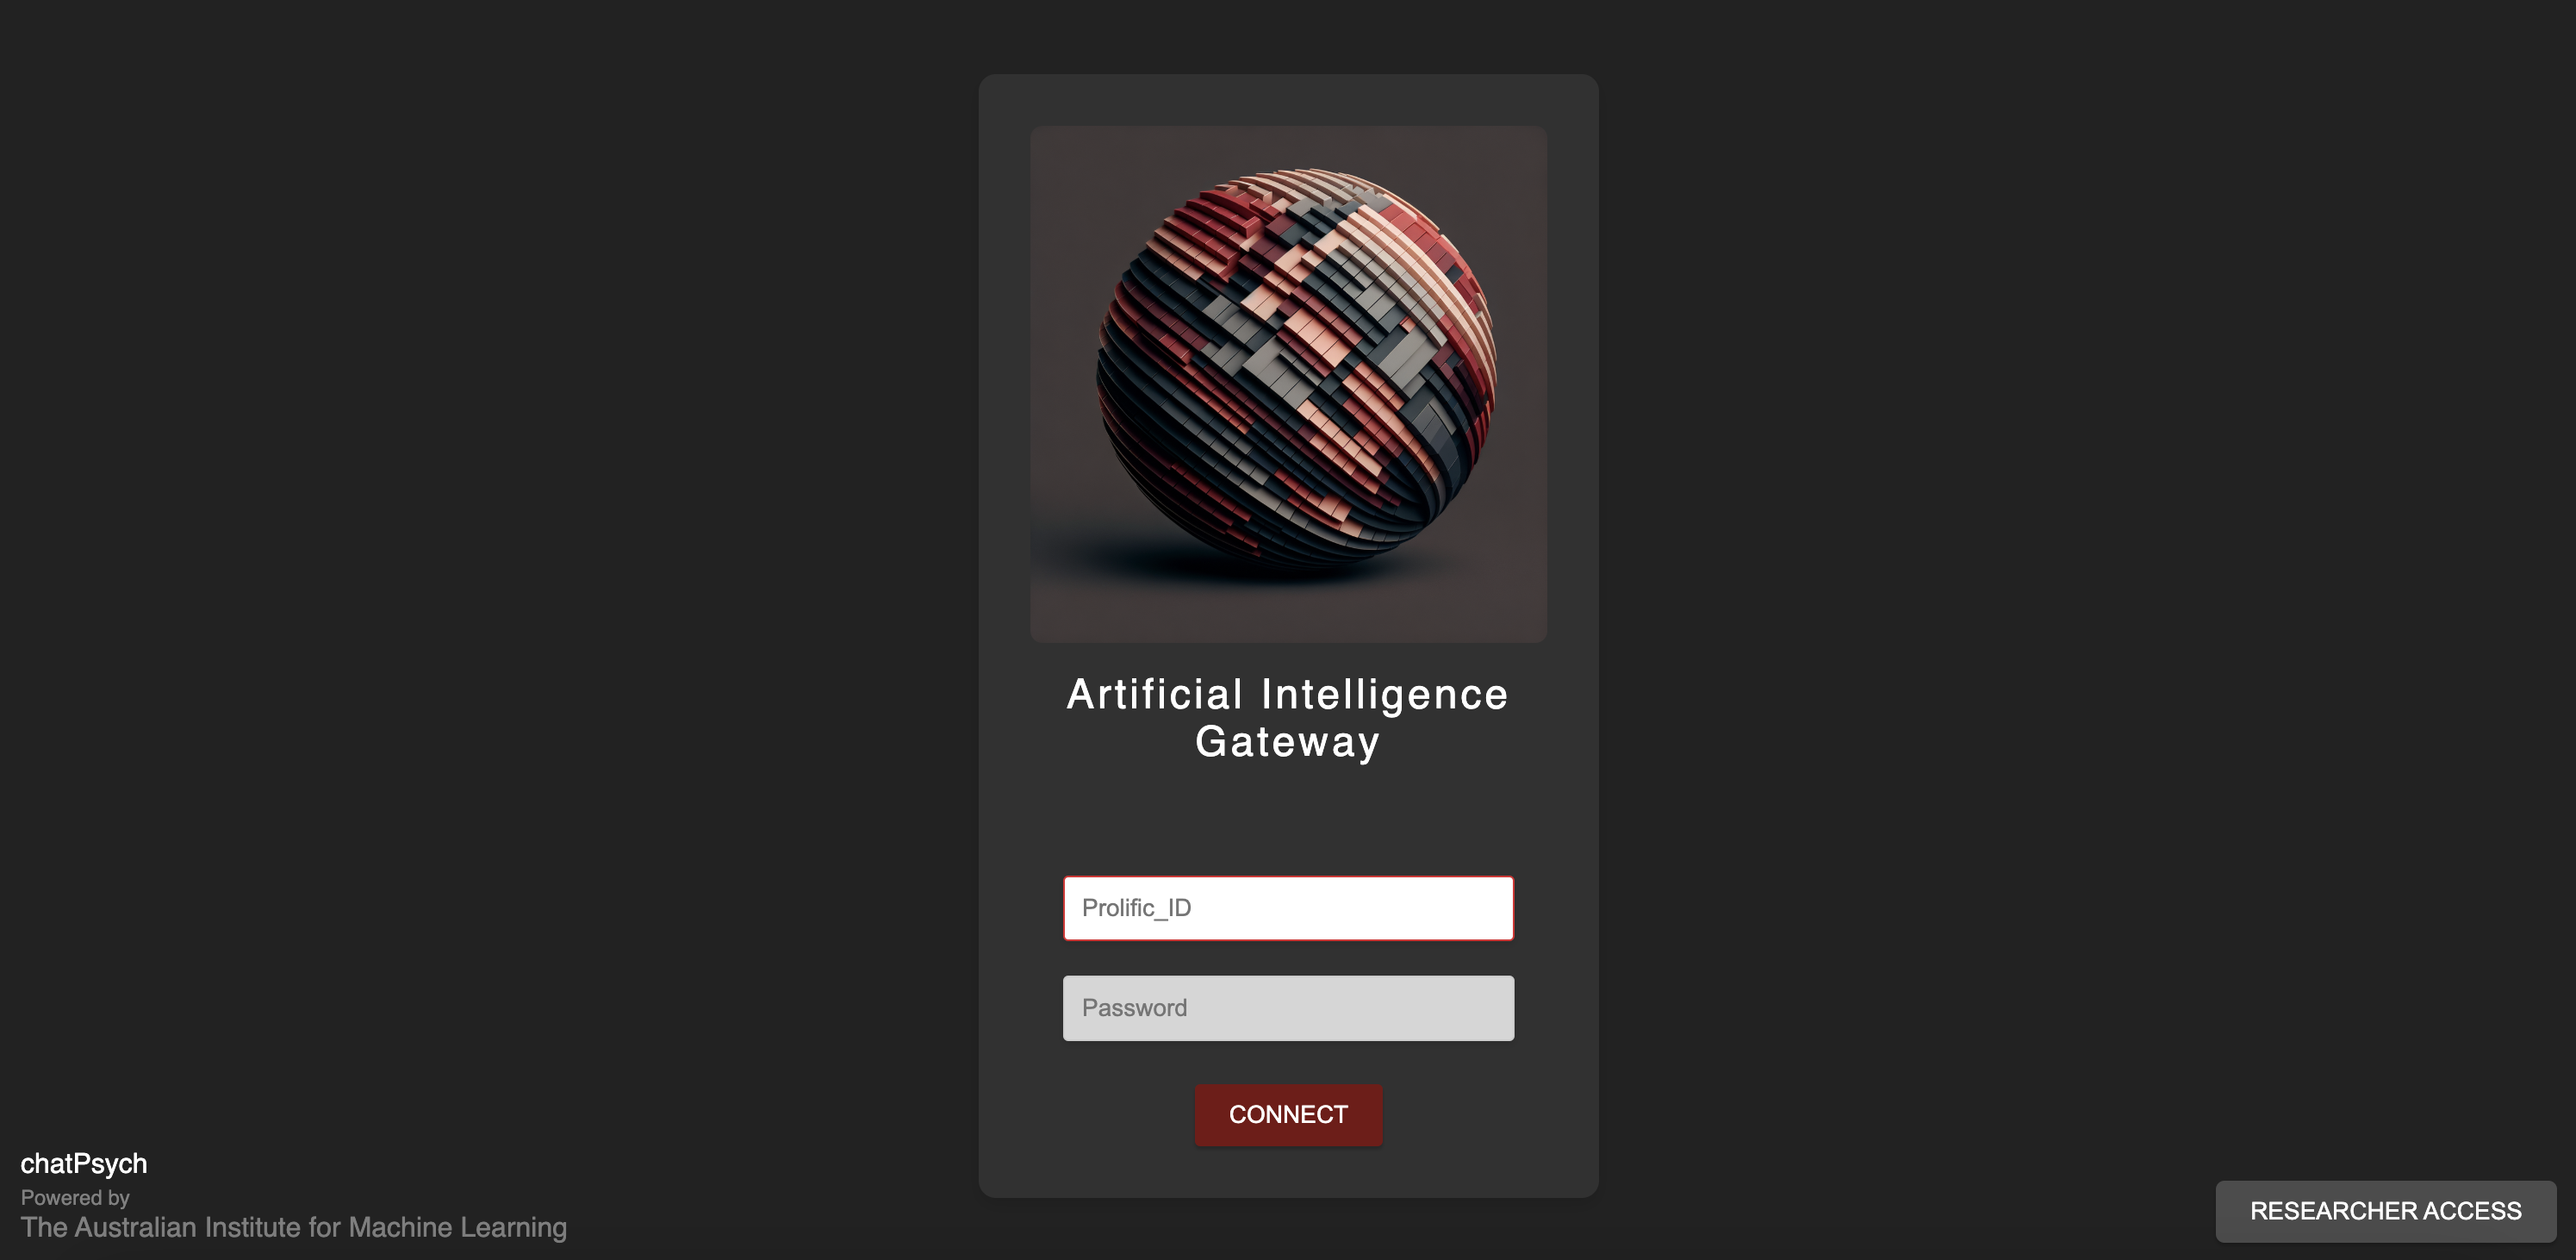 Artificial Intelligence
Gateway
Prolific_ID
Password
CONNECT
chatPsych
Powered by
The Australian Institute for Machine Learning
RESEARCHER ACCESS